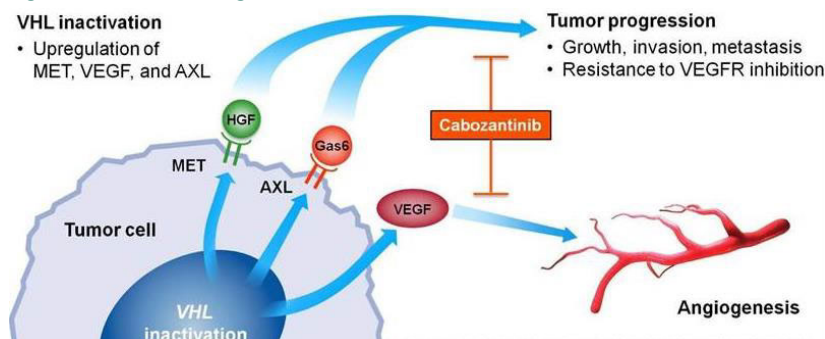 VHL inactivation
• Upregulation of
MET, VEGF, and AXL
Tumor progression
• Growth, invasion, metastasis
• Resistance to VEGFR inhibition
HGF
Gas6
Cabozantinib
MET
AXL
VEGF
Tumor cell
VHL
inactivation
Angiogenesis